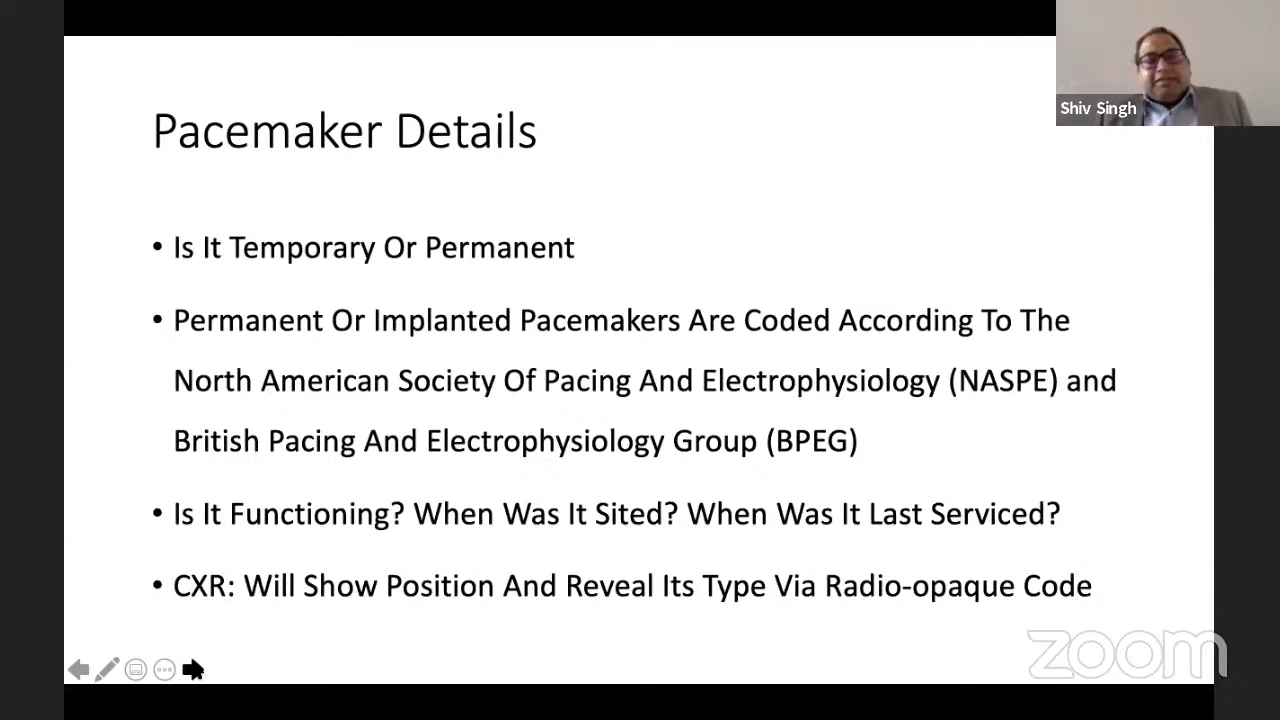 Shiv Singh
Pacemaker Details
• Is It Temporary Or Permanent
• Permanent Or Implanted Pacemakers Are Coded According To The
North American Society Of Pacing And Electrophysiology (NASPE) and
British Pacing And Electrophysiology Group (BPEG)
• Is It Functioning? When Was It Sited? When Was It Last Serviced?
• CXR: Will Show Position And Reveal Its Type Via Radio-opaque Code
zoom